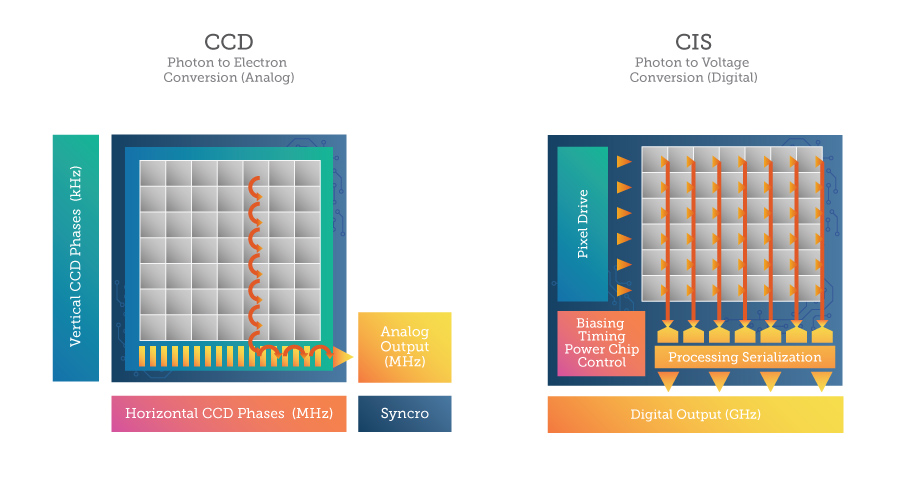 CCD
Photon to Electron
Conversion (Analog)
Vertical CCD Phases (kHz)
Analog
Output
(MHz)
Horizontal CCD Phases (MHz)
Syncro
CIS
Photon to Voltage
Conversion (Digital)
Pixel Drive
Biasing
Timing
Power Chip
Control
Processing Serialization
Digital Output (GHz)